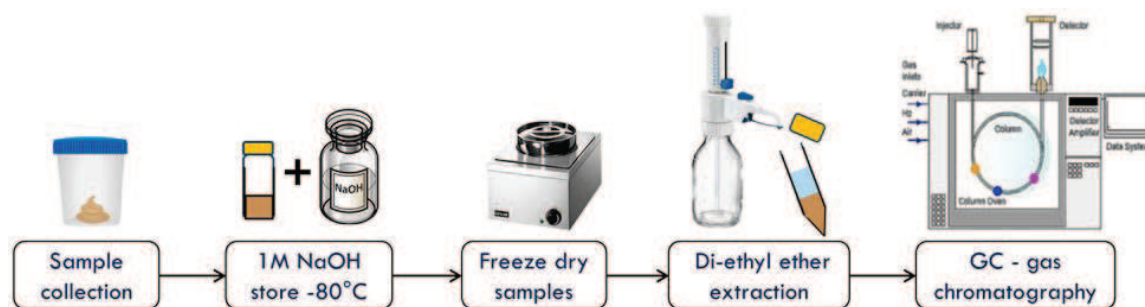 Injector
Detector
Gas
Inlets
Carrier
H2
Air
Column
Detector
Amplifier
Data System
Column Oven
NaOH
Sample
collection
1M NaOH
store -80°C
Freeze dry
samples
Di-ethyl ether
extraction
GC - gas
chromatography